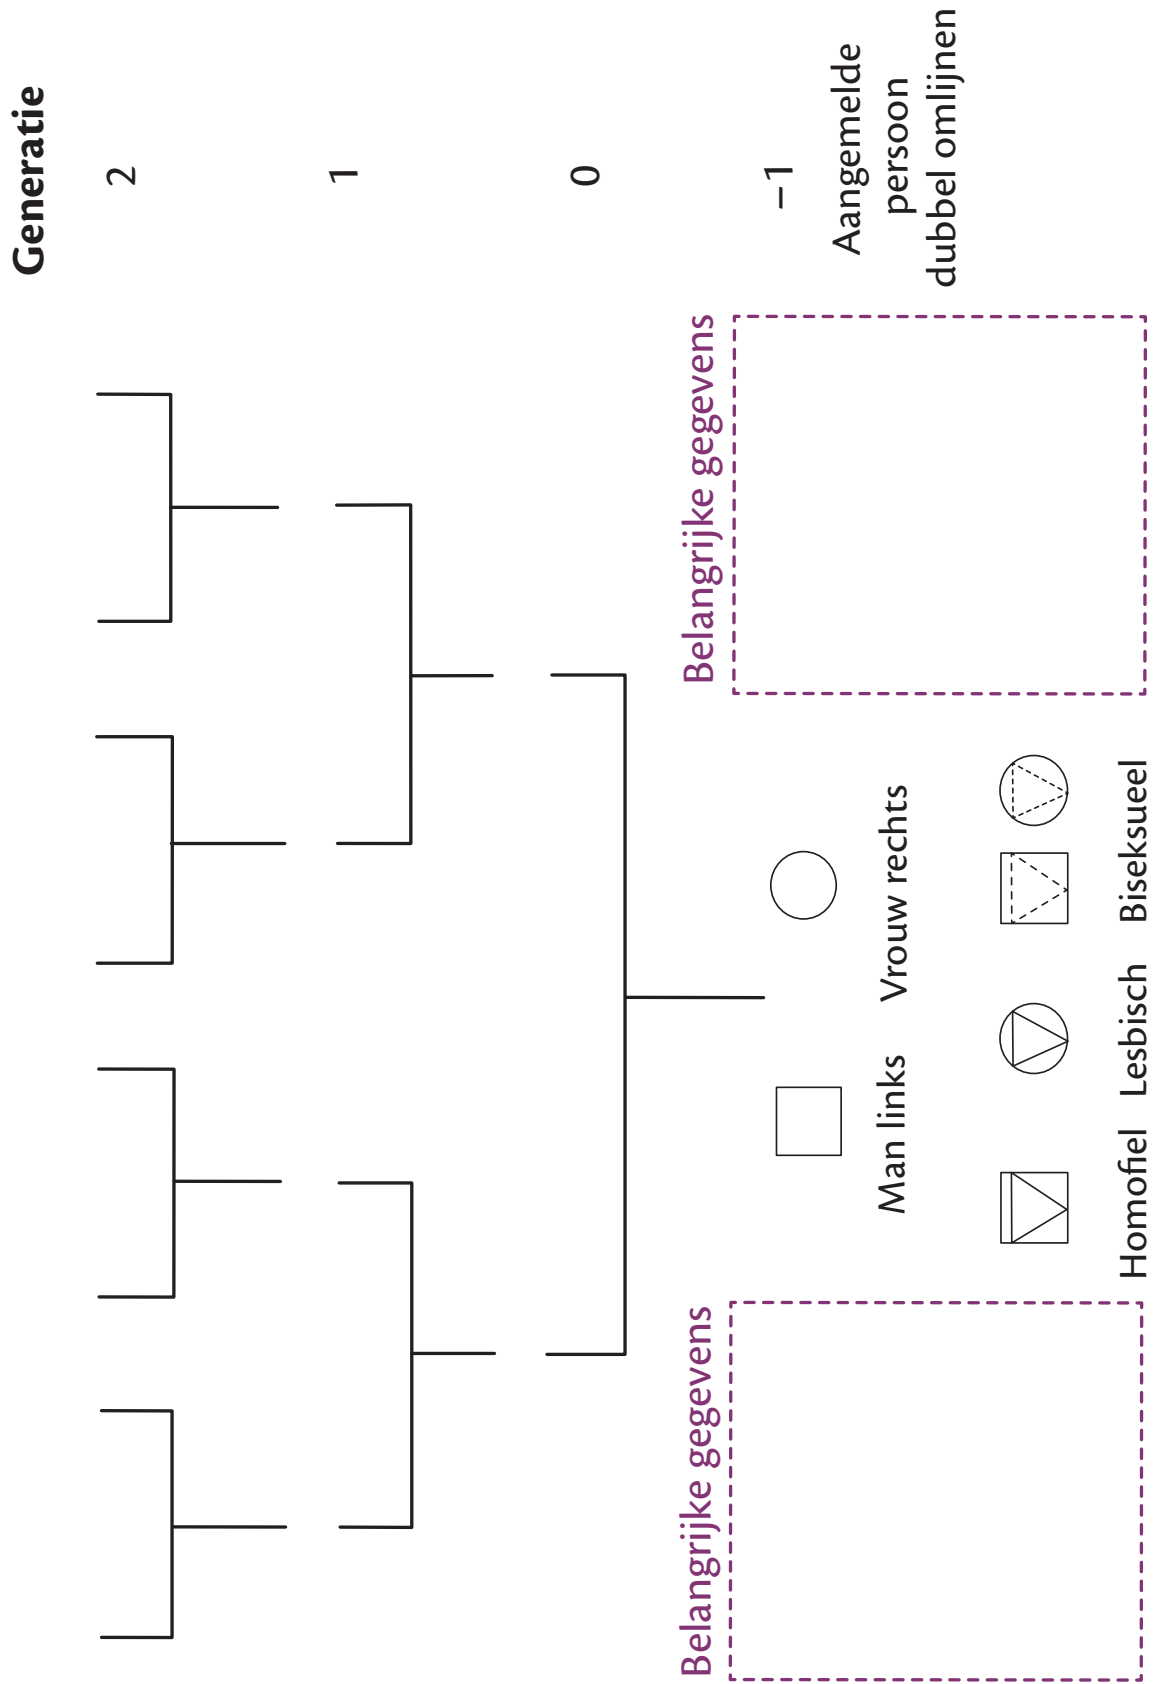 Generatie
2
1
0
−1
Aangemelde
persoon
dubbel omlijnen
Belangrijke gegevens
Belangrijke gegevens
Man links
Vrouw rechts
Homofiel
Lesbisch
Biseksueel